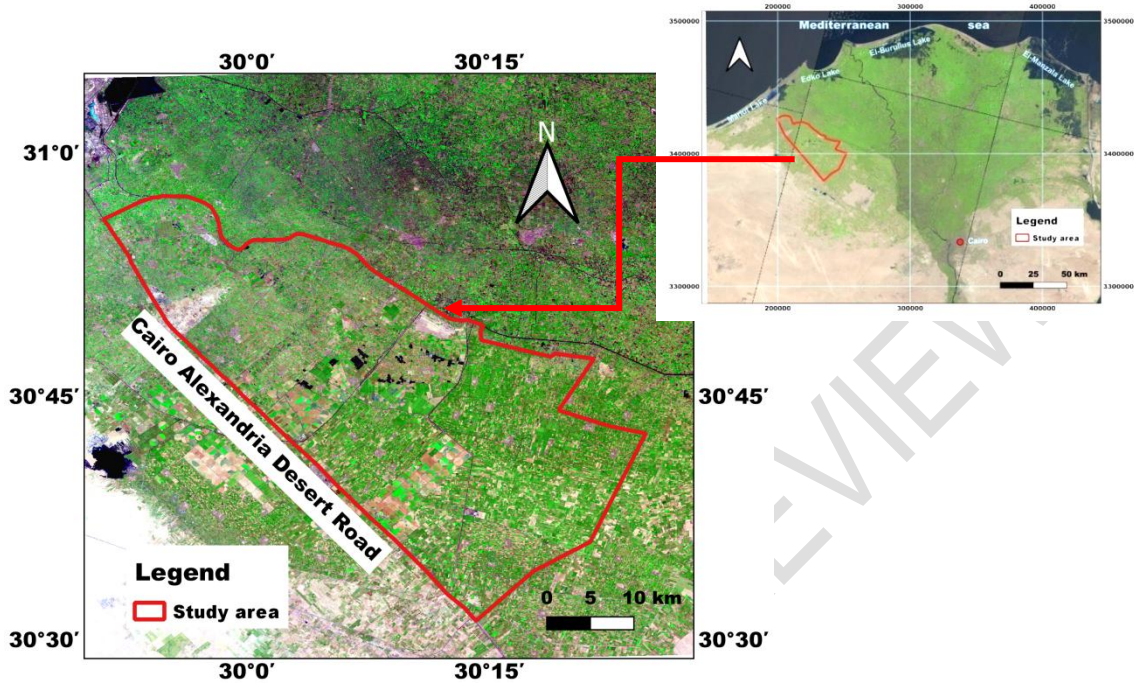 30°0′ 30°15′
31°0′
N
30°45′ 30°45′
Cairo Alexandria Desert Road
Legend
Study area
0 5 10 km
30°30′ 30°30′
30°0′ 30°15′
200000 300000 400000
3500000 3500000
Mediterranean sea
El-Burullus Lake
El-Manzala Lake
Edko Lake
Mariut Lake
3400000 3400000
Legend
Study area
Cairo
0 25 50 km
3300000 3300000
200000 300000 400000
EVIEW